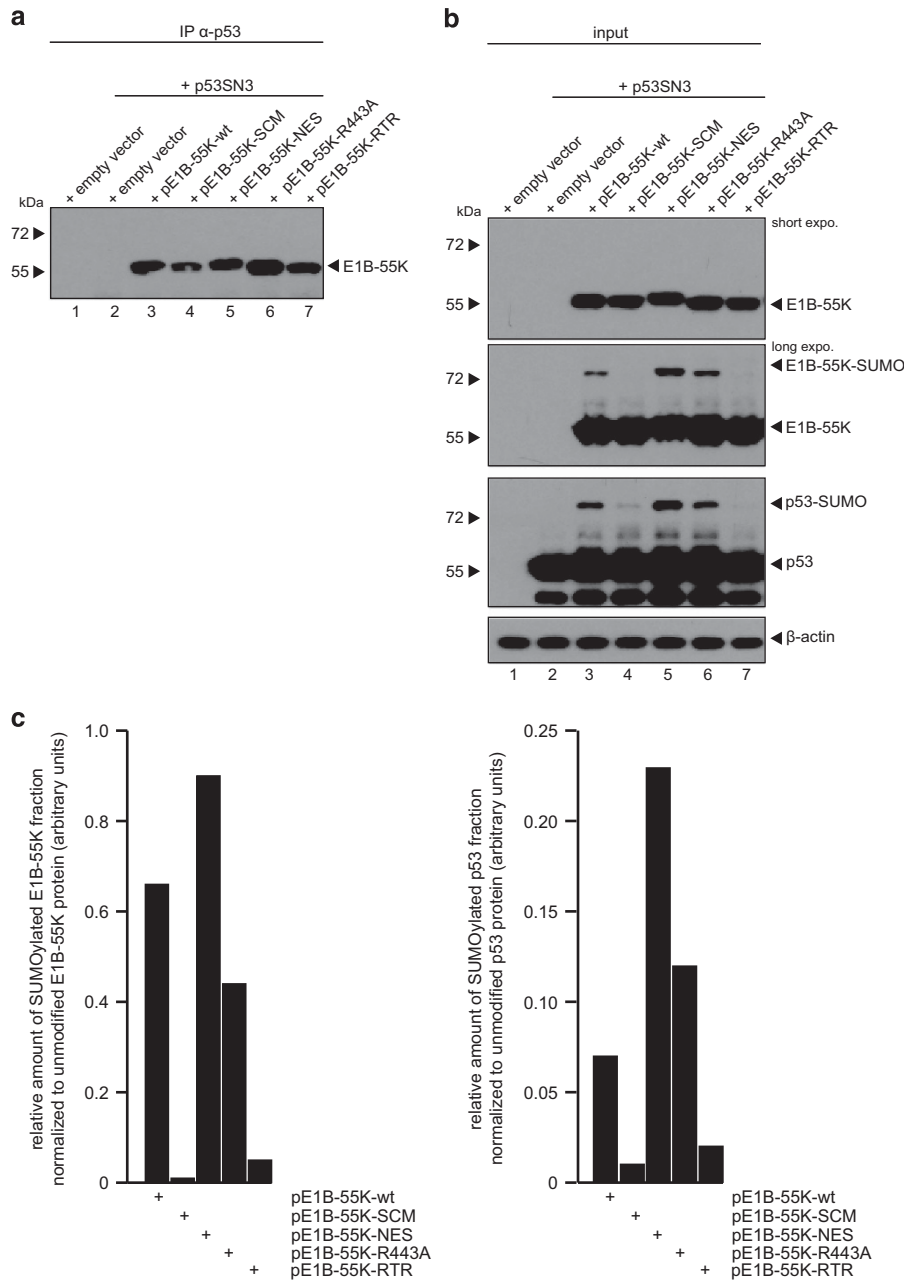 a
IP α-p53
+ p53SN3
+ empty vector
+ empty vector
+ pE1B-55K-wt
+ pE1B-55K-SCM
+ pE1B-55K-NES
+ pE1B-55K-R443A
+ pE1B-55K-RTR
kDa
72
55
E1B-55K
1 2 3 4 5 6 7
b
input
+ p53SN3
+ empty vector
+ empty vector
+ pE1B-55K-wt
+ pE1B-55K-SCM
+ pE1B-55K-NES
+ pE1B-55K-R443A
+ pE1B-55K-RTR
kDa
short expo.
72
55
E1B-55K
long expo.
E1B-55K-SUMO
72
E1B-55K
55
p53-SUMO
72
p53
55
β-actin
1 2 3 4 5 6 7
c
relative amount of SUMOylated E1B-55K fraction
normalized to unmodified E1B-55K protein (arbitrary units)
1.0
0.8
0.6
0.4
0.2
0
+ pE1B-55K-wt
+ pE1B-55K-SCM
+ pE1B-55K-NES
+ pE1B-55K-R443A
+ pE1B-55K-RTR
relative amount of SUMOylated p53 fraction
normalized to unmodified p53 protein (arbitrary units)
0.25
0.20
0.15
0.10
0.05
0
+ pE1B-55K-wt
+ pE1B-55K-SCM
+ pE1B-55K-NES
+ pE1B-55K-R443A
+ pE1B-55K-RTR